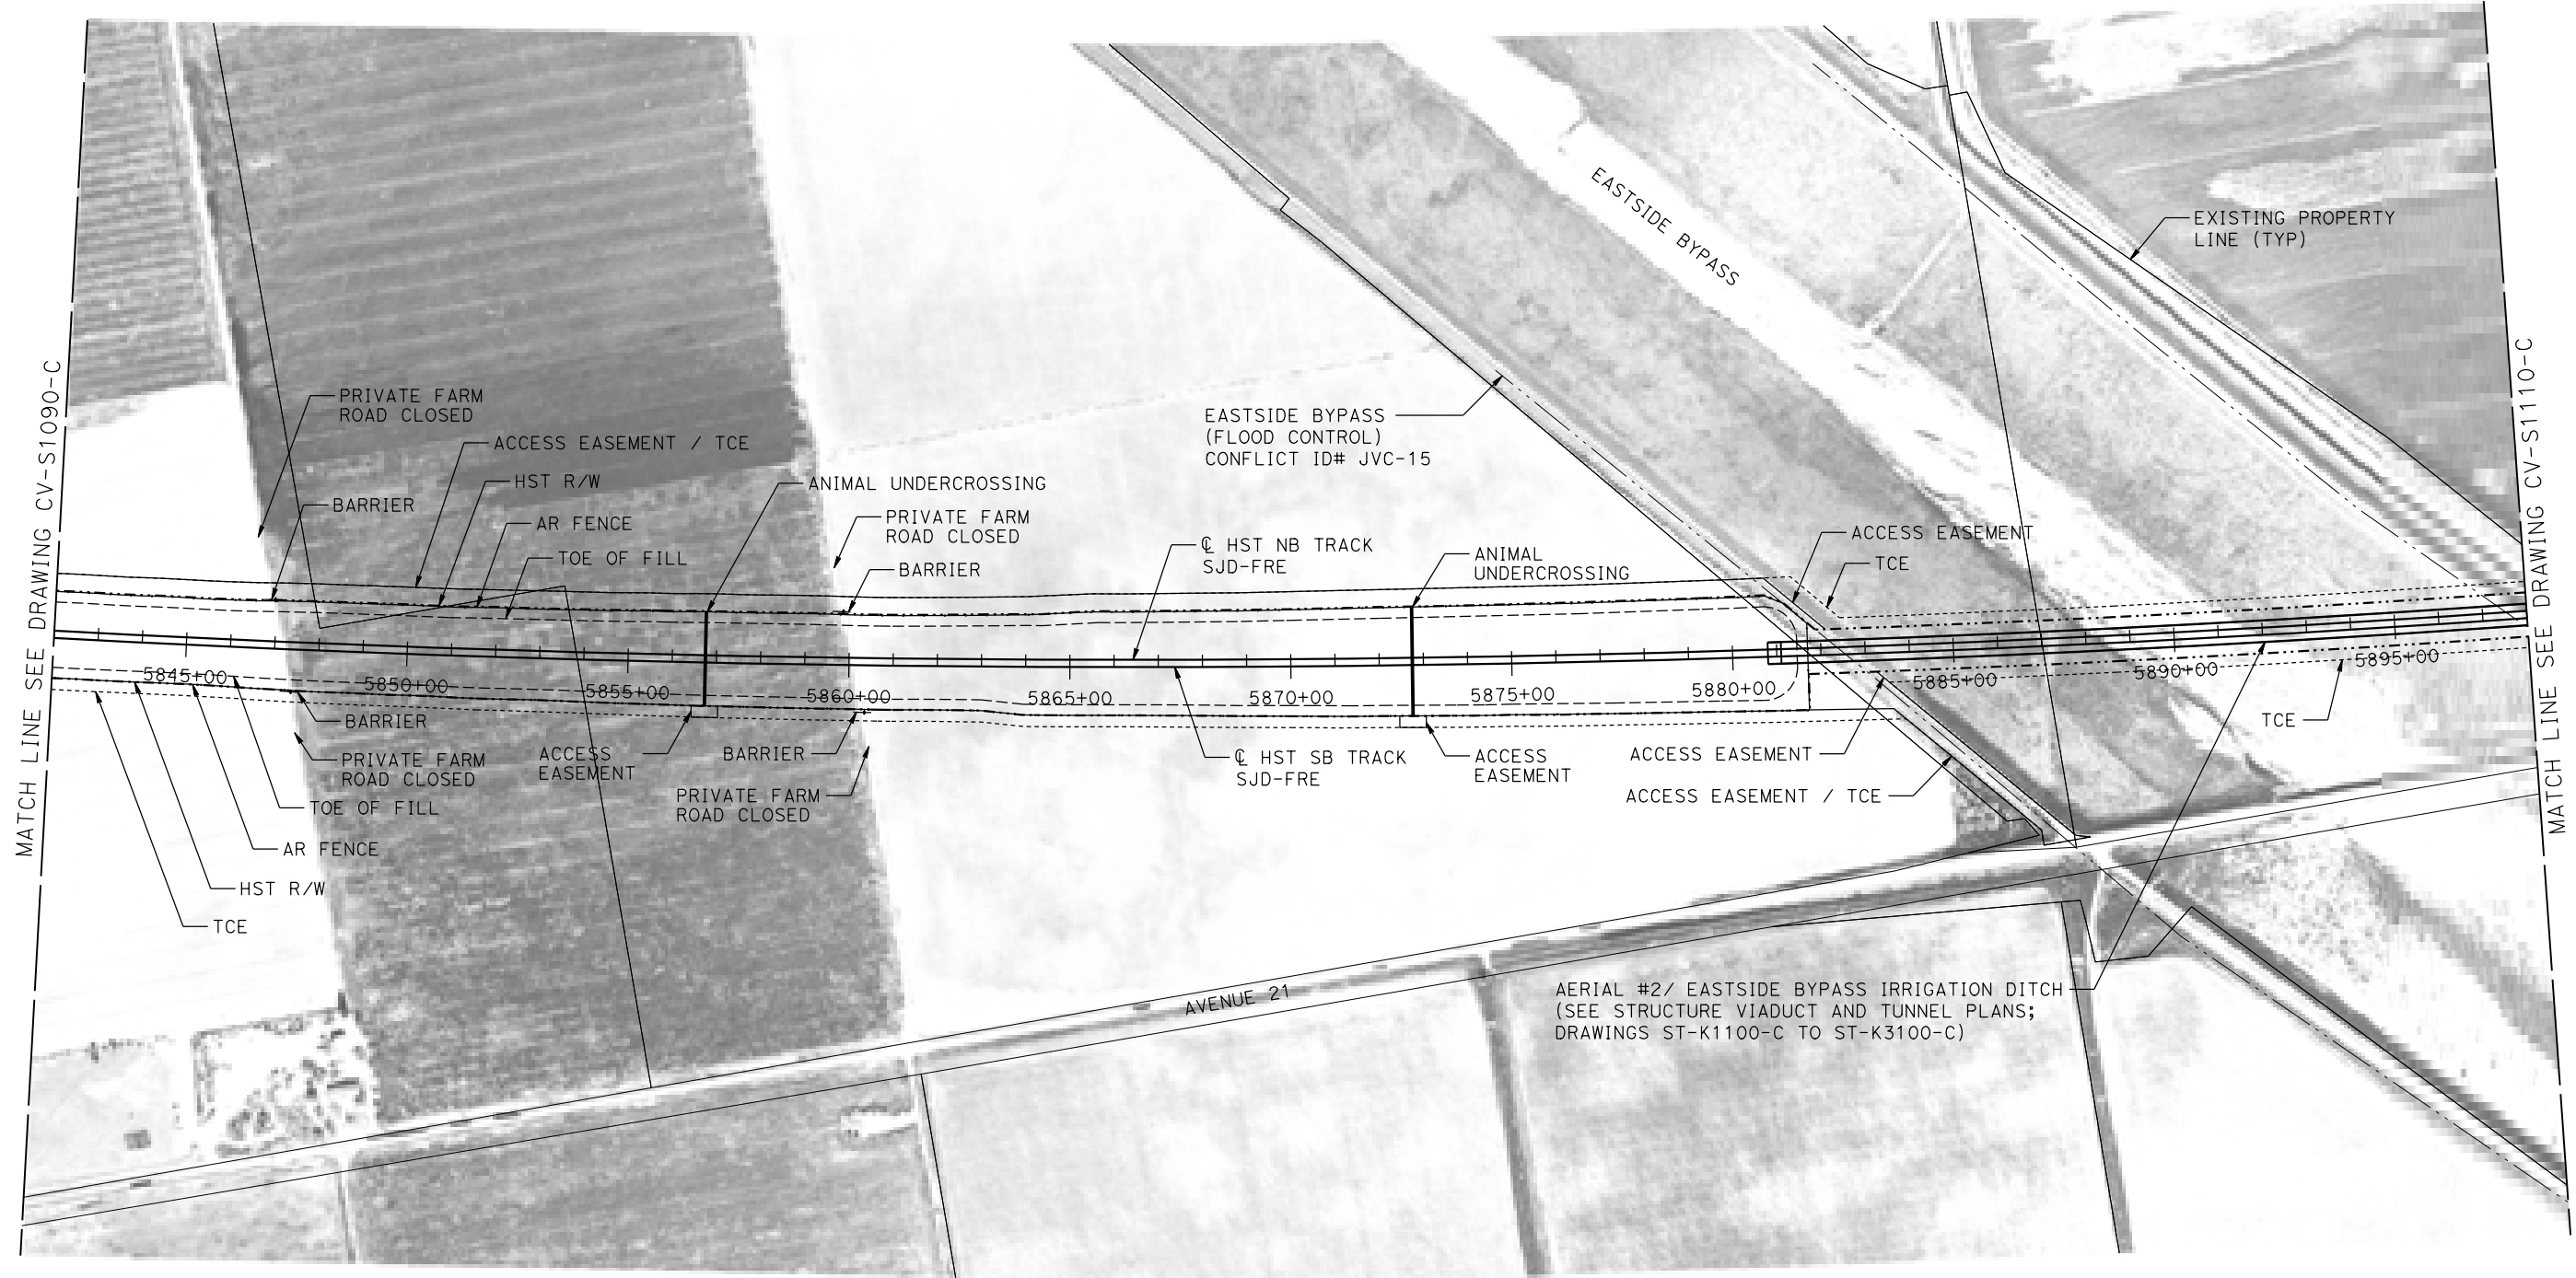 EASTSIDE BYPASS
EXISTING PROPERTY
LINE (TYP)
MATCH LINE SEE DRAWING CV-S1090-C
MATCH LINE SEE DRAWING CV-S1110-C
PRIVATE FARM
ROAD CLOSED
ACCESS EASEMENT / TCE
HST R/W
BARRIER
AR FENCE
TOE OF FILL
ANIMAL UNDERCROSSING
PRIVATE FARM
ROAD CLOSED
BARRIER
EASTSIDE BYPASS
(FLOOD CONTROL)
CONFLICT ID# JVC-15
℄ HST NB TRACK
SJD-FRE
ANIMAL
UNDERCROSSING
ACCESS EASEMENT
TCE
5845+00
5850+00
5855+00
5860+00
5865+00
5870+00
5875+00
5880+00
5885+00
5890+00
5895+00
BARRIER
PRIVATE FARM
ROAD CLOSED
TOE OF FILL
AR FENCE
HST R/W
TCE
ACCESS
EASEMENT
BARRIER
PRIVATE FARM
ROAD CLOSED
℄ HST SB TRACK
SJD-FRE
ACCESS
EASEMENT
ACCESS EASEMENT
ACCESS EASEMENT / TCE
TCE
AVENUE 21
AERIAL #2/ EASTSIDE BYPASS IRRIGATION DITCH
(SEE STRUCTURE VIADUCT AND TUNNEL PLANS;
DRAWINGS ST-K1100-C TO ST-K3100-C)